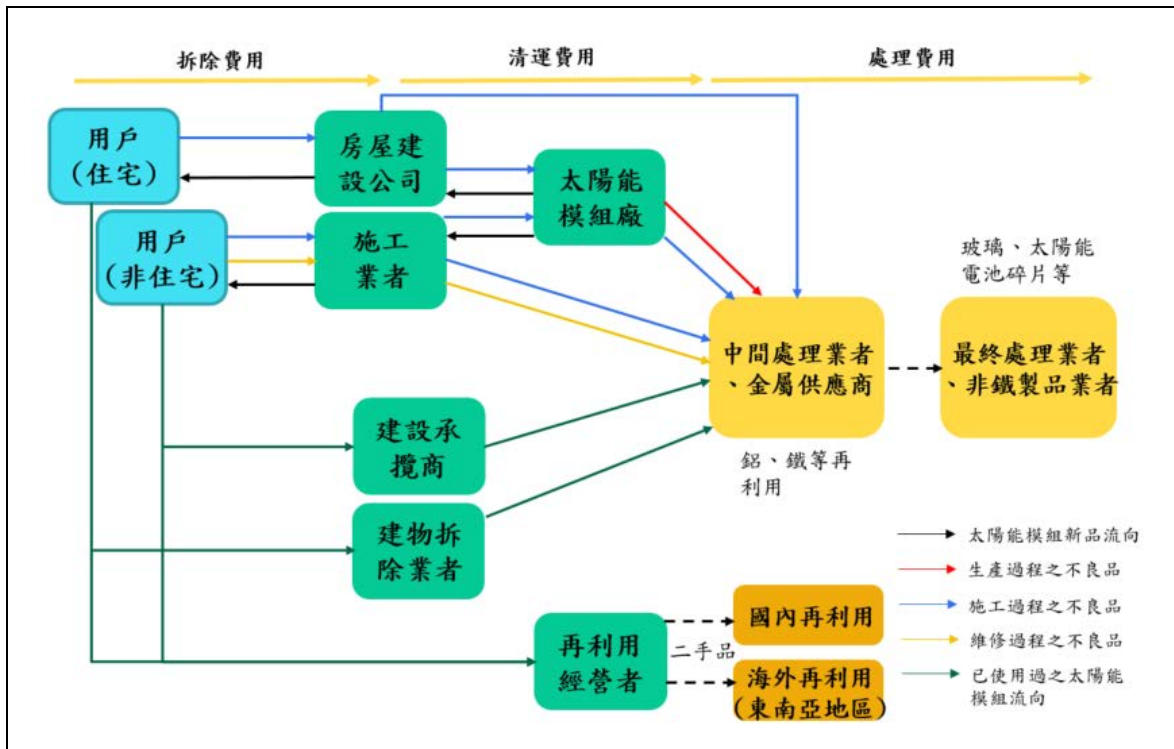 拆除費用
清運費用
處理費用
用戶
(住宅)
房屋建
設公司
太陽能
模組廠
用戶
(非住宅)
施工
業者
玻璃、太陽能
電池碎片等
中間處理業者
、金屬供應商
最終處理業者
、非鐵製品業者
建設承
攬商
鋁、鐵等再
利用
建物拆
除業者
再利用
經營者
二手品
國內再利用
海外再利用
(東南亞地區)
太陽能模組新品流向
生產過程之不良品
施工過程之不良品
維修過程之不良品
已使用過之太陽能
模組流向